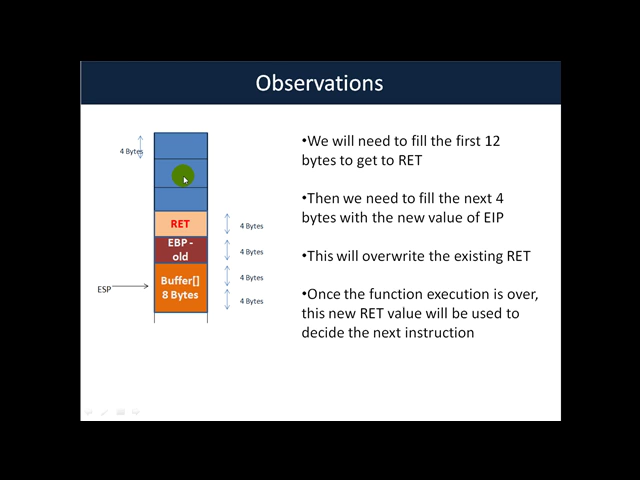 Observations
4 Bytes
RET
4 Bytes
EBP -
old
4 Bytes
Buffer[]
8 Bytes
4 Bytes
4 Bytes
ESP
•We will need to fill the first 12
bytes to get to RET
•Then we need to fill the next 4
bytes with the new value of EIP
•This will overwrite the existing RET
•Once the function execution is over,
this new RET value will be used to
decide the next instruction